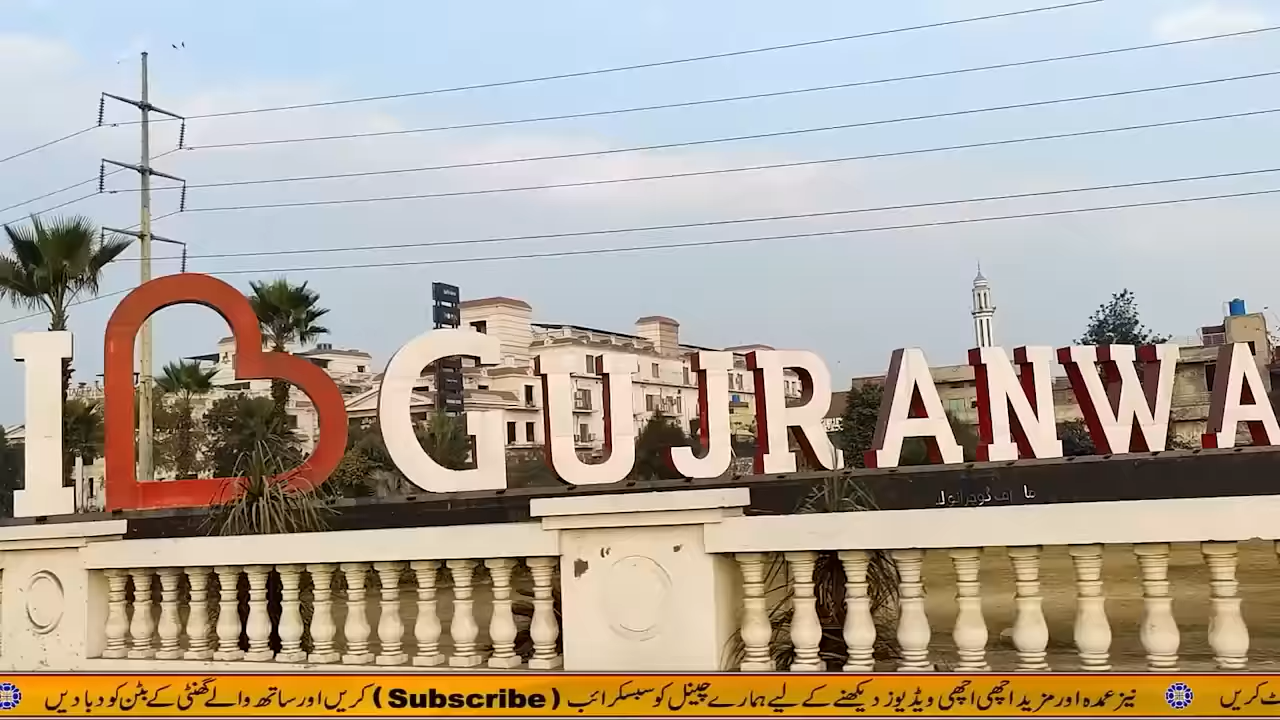 I GUJRANWA
نیز عمدہ اور مزید اچھی اچھی ویڈیوز دیکھنے کے لیے ہمارے چینل کو سبسکرائب ( Subscribe ) کریں اور ساتھ والے گھنٹی کے بٹن کو دبا دیں
کریں